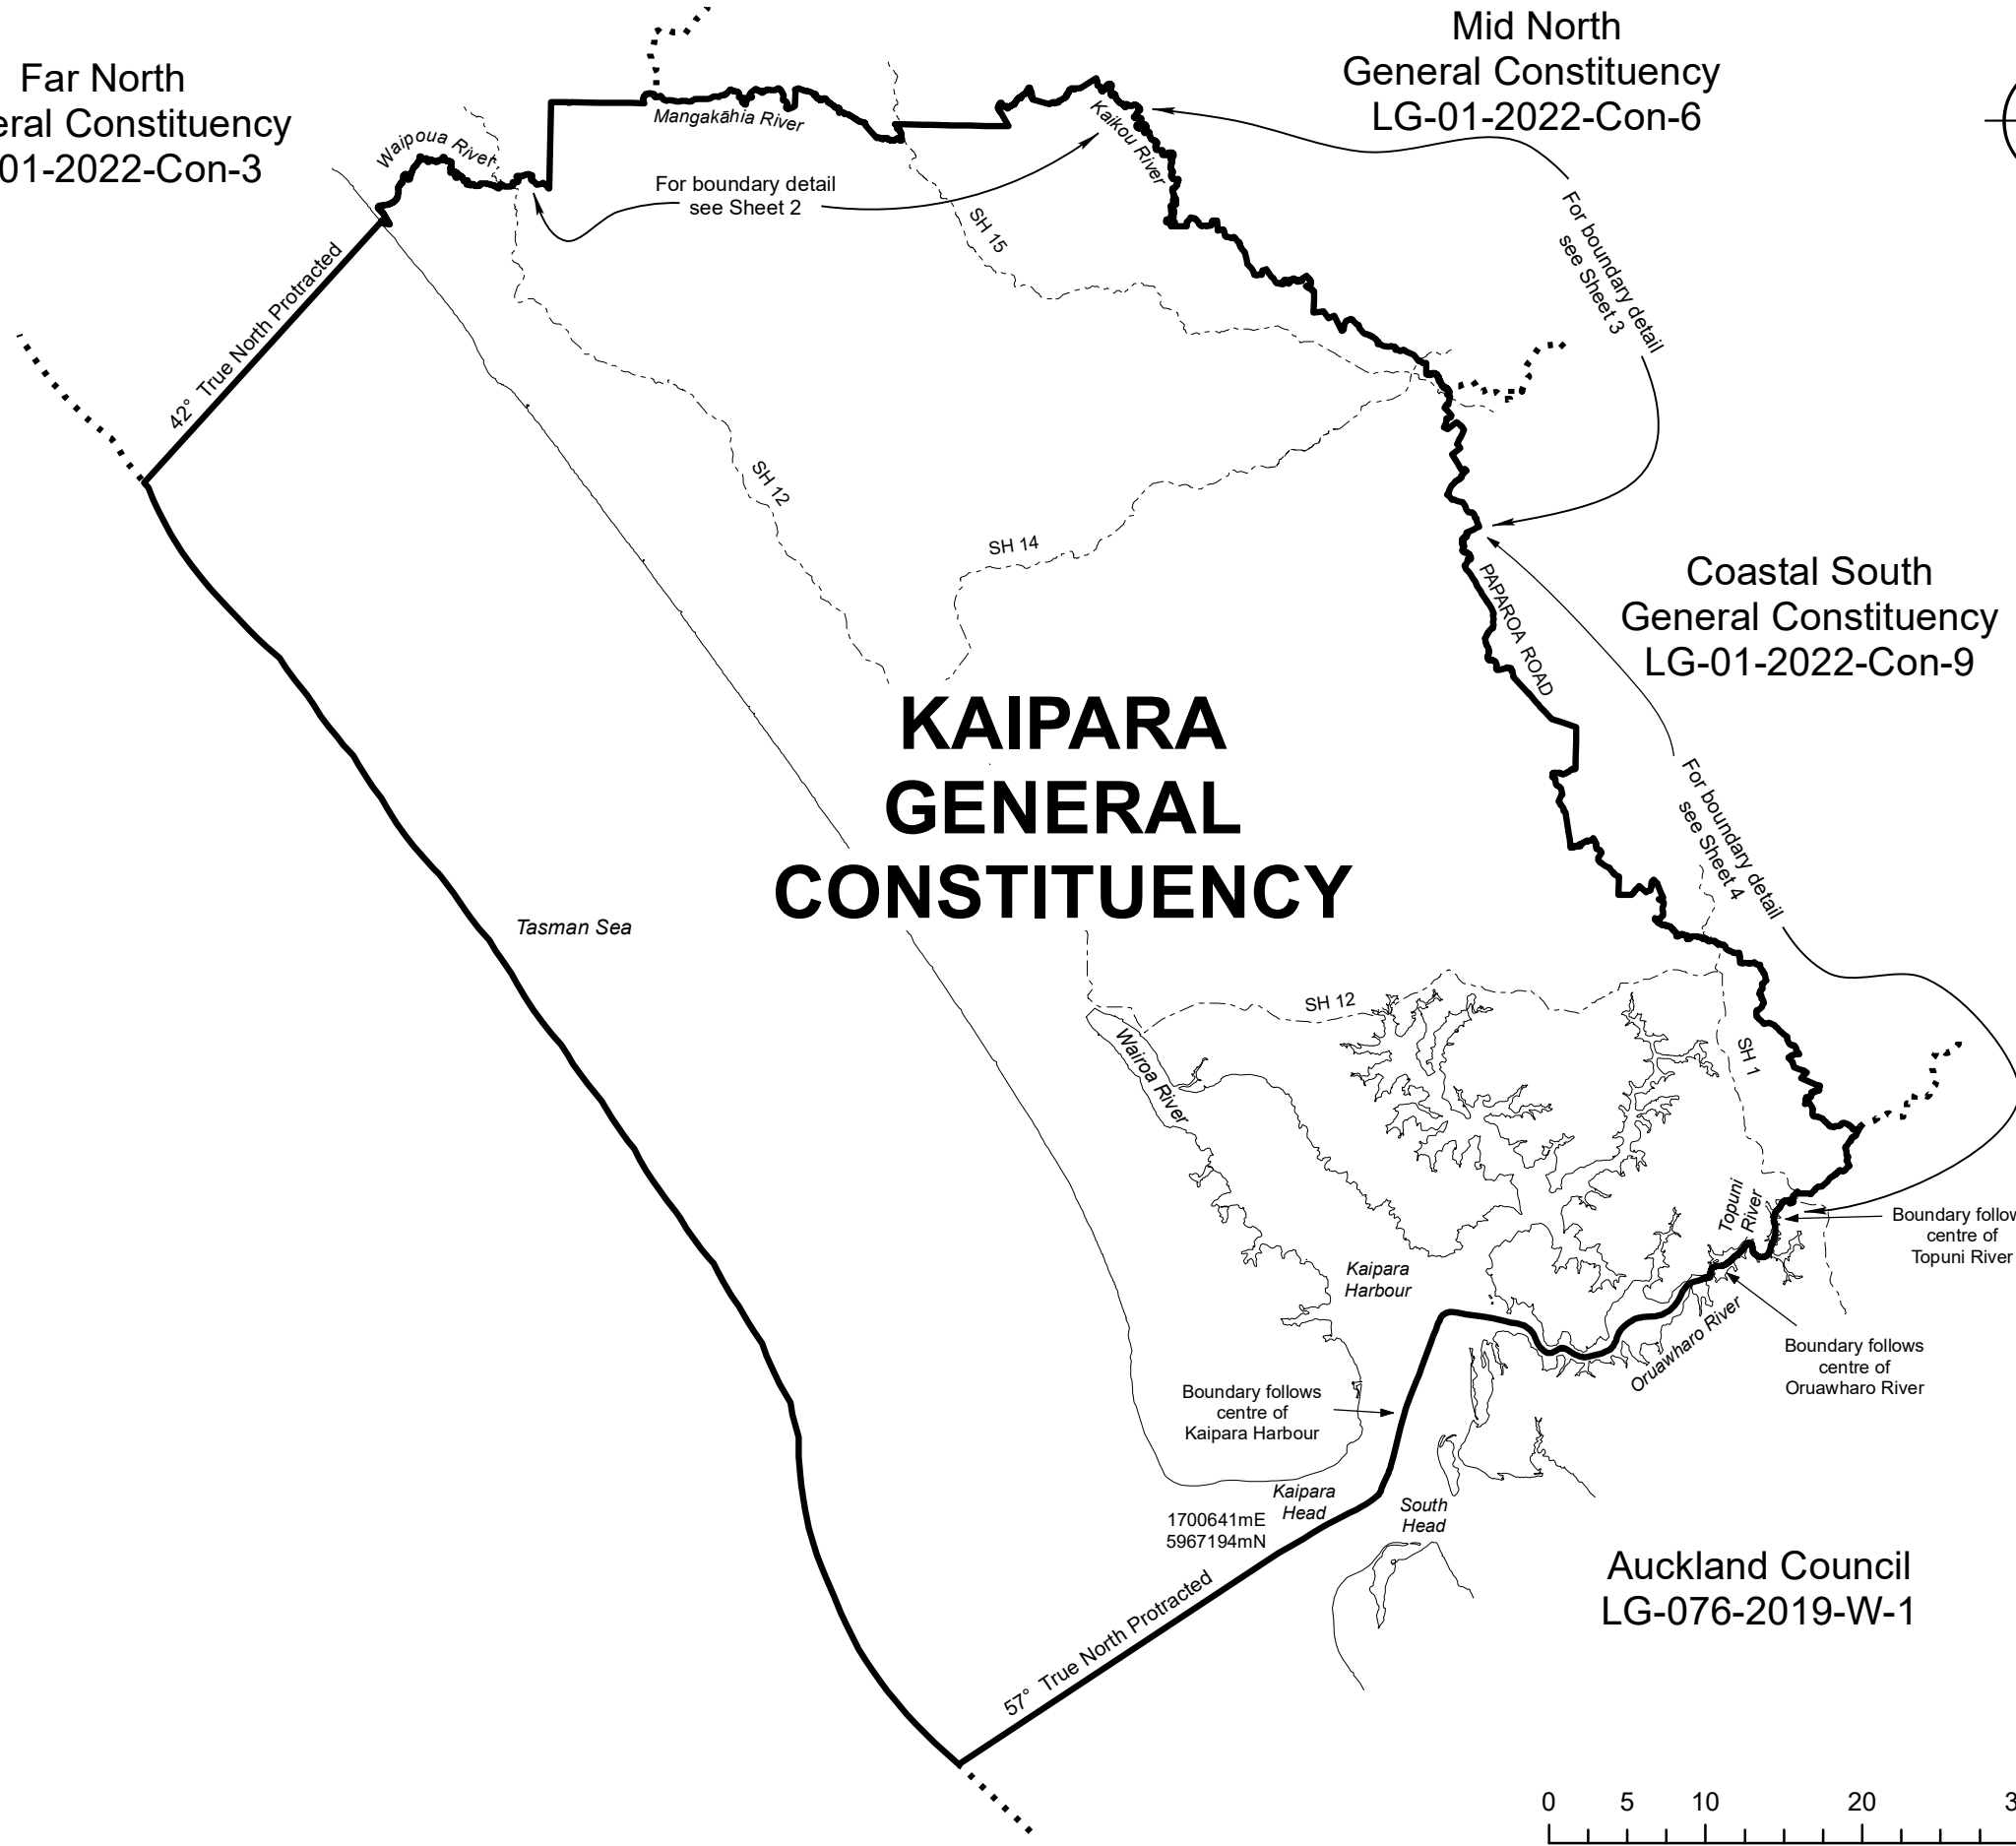 Far North
eral Constituency
01-2022-Con-3
Mid North
General Constituency
LG-01-2022-Con-6
Waipoua River
Mangakāhia River
Kaikou River
For boundary detail
see Sheet 2
SH 15
For boundary detail
see Sheet 3
42° True North Protracted
SH 12
SH 14
PAPAROA ROAD
Coastal South
General Constituency
LG-01-2022-Con-9
KAIPARA
GENERAL
CONSTITUENCY
For boundary detail
see Sheet 4
Tasman Sea
SH 12
Wairoa River
SH 1
Topuni
River
Boundary follow
centre of
Topuni River
Kaipara
Harbour
Oruawharo River
Boundary follows
centre of
Oruawharo River
Boundary follows
centre of
Kaipara Harbour
Kaipara
Head
1700641mE
5967194mN
South
Head
Auckland Council
LG-076-2019-W-1
57° True North Protracted
0 5 10 20 3